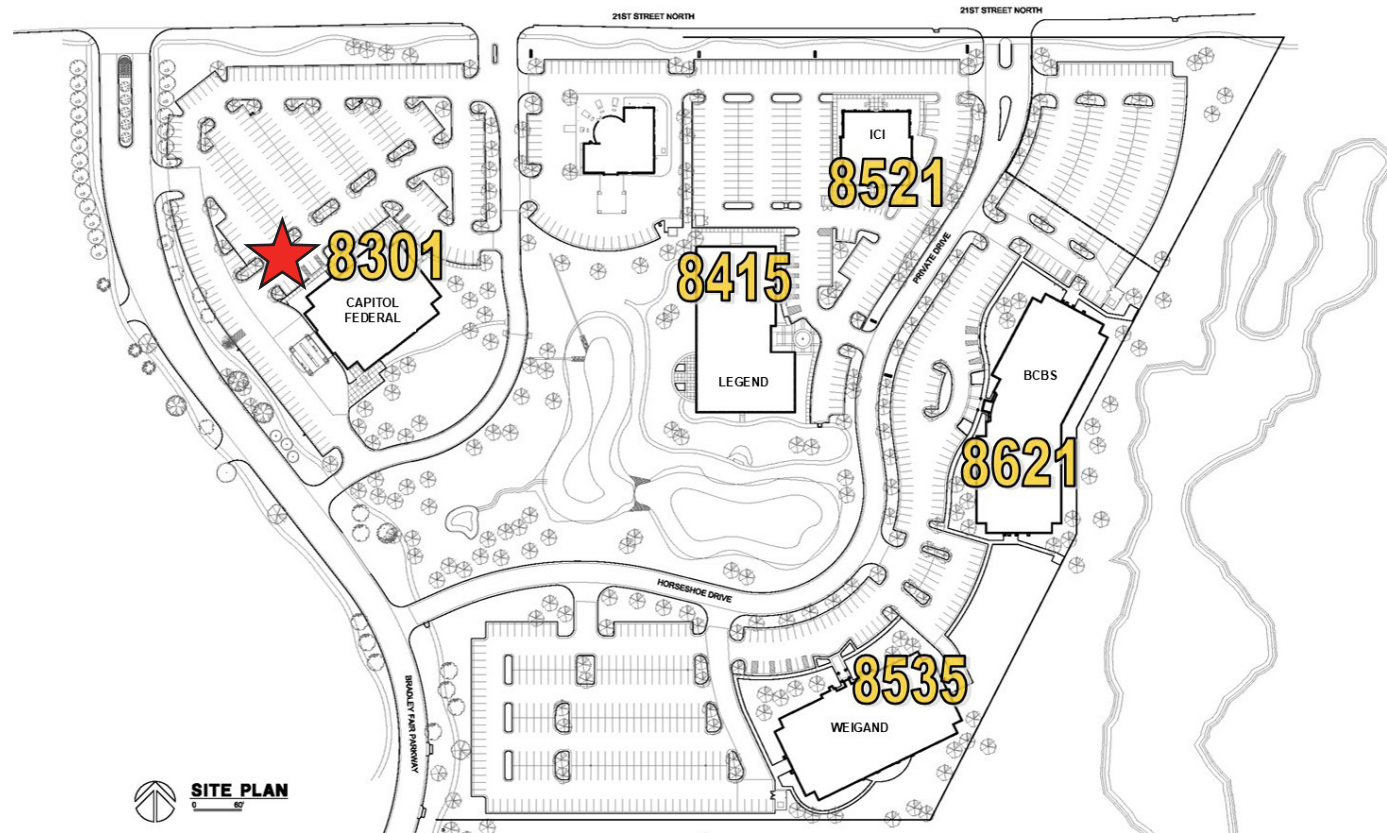 21ST STREET NORTH
21ST STREET NORTH
ICI
8521
8301
CAPITOL
FEDERAL
8415
LEGEND
PRIVATE DRIVE
BCBS
8621
HORSESHOE DRIVE
8535
WEIGAND
BRADLEY FAIR PARKWAY
SITE PLAN
0 60'